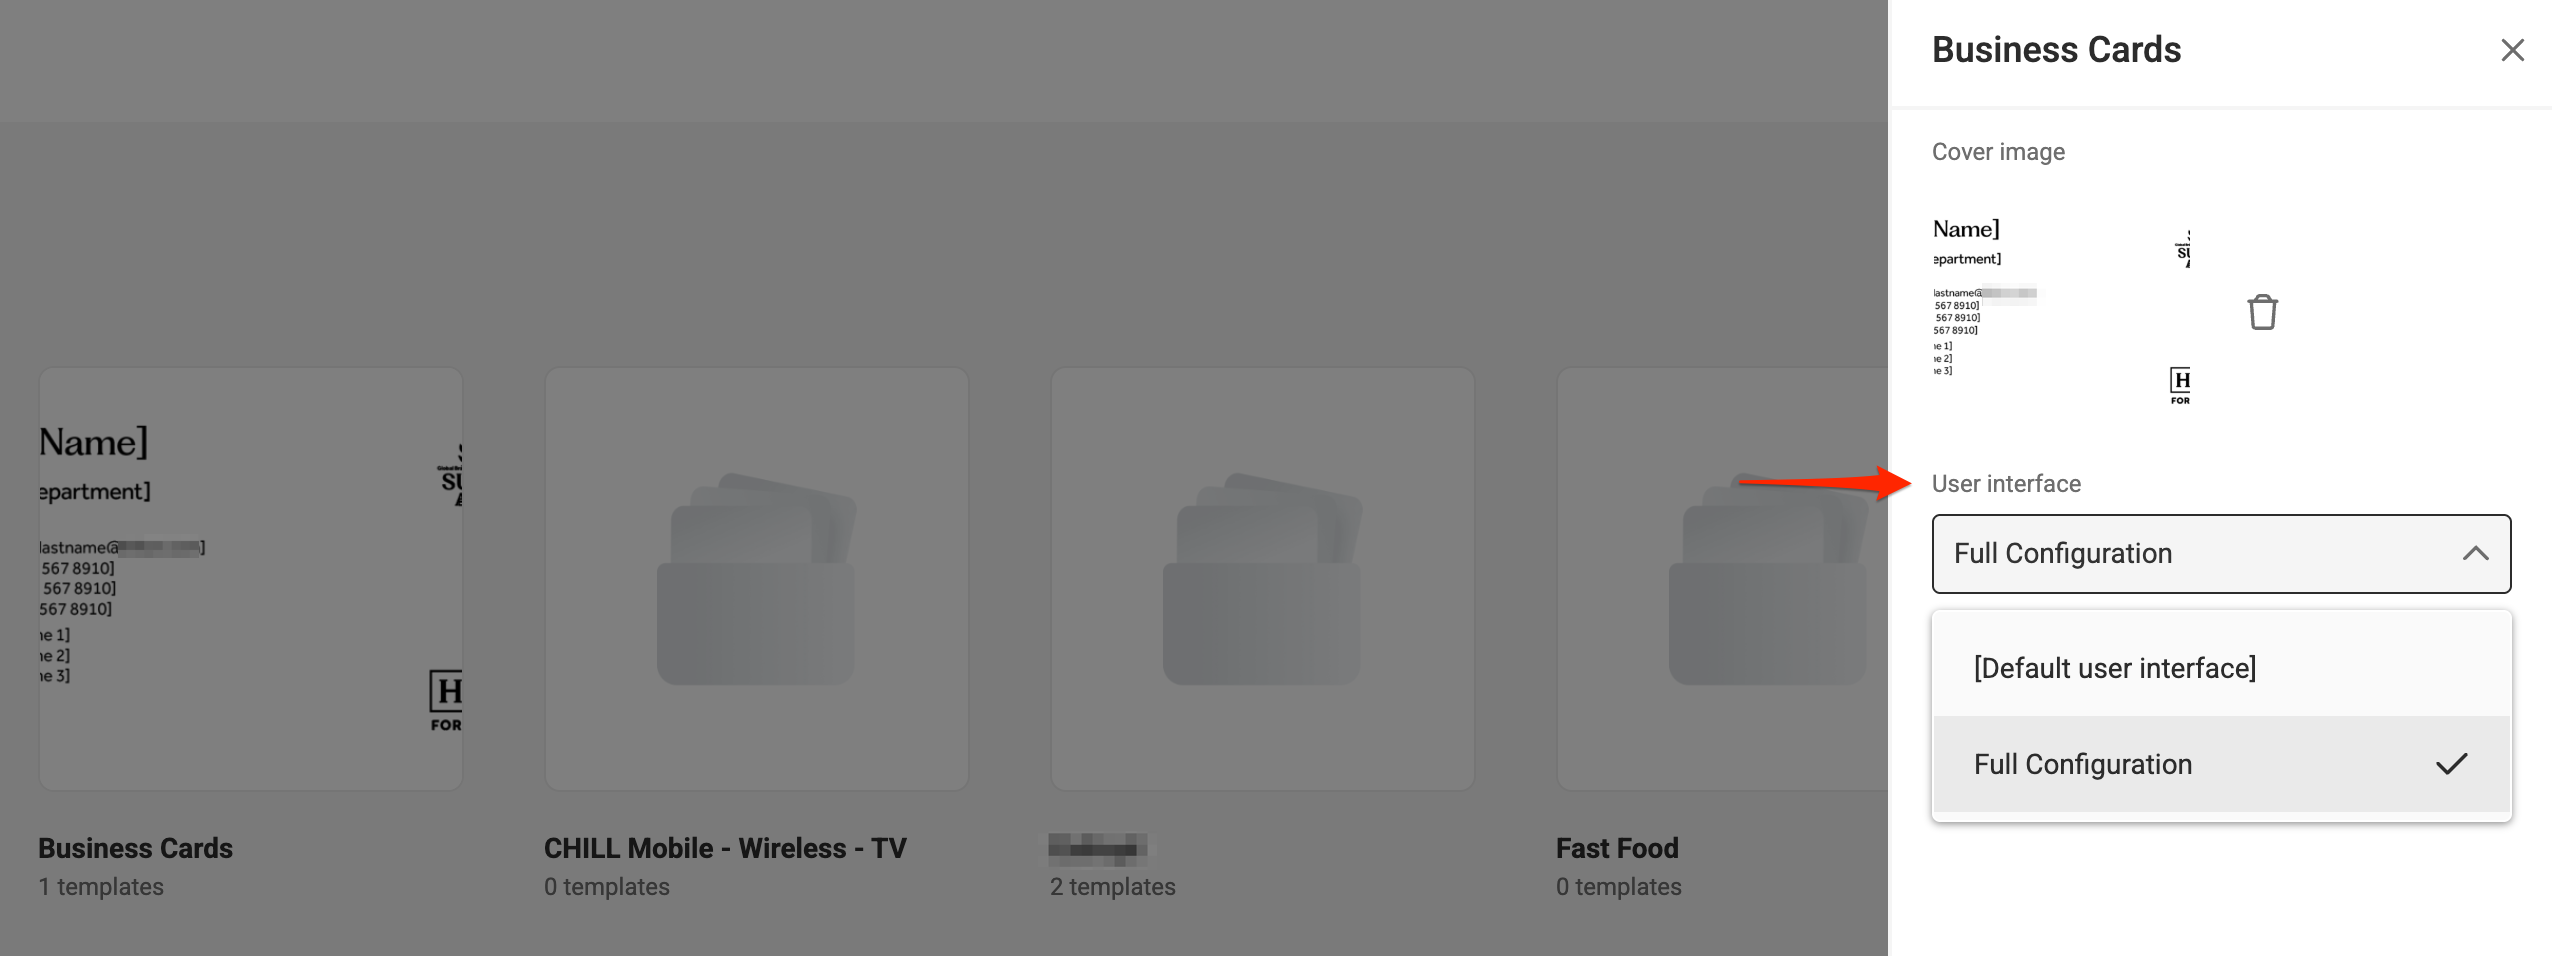 Name]
epartment]
lastname@
]
567 8910]
567 8910]
567 8910]
ne 1]
ne 2]
ne 3]
Global Br
SU
H
FOR
Business Cards
1 templates
CHILL Mobile - Wireless - TV
0 templates
2 templates
Fast Food
0 templates
Business Cards
Cover image
Name]
epartment]
lastname@
567 8910]
567 8910]
567 8910]
ne 1]
ne 2]
ne 3]
SU
H
FOR
User interface
Full Configuration
[Default user interface]
Full Configuration